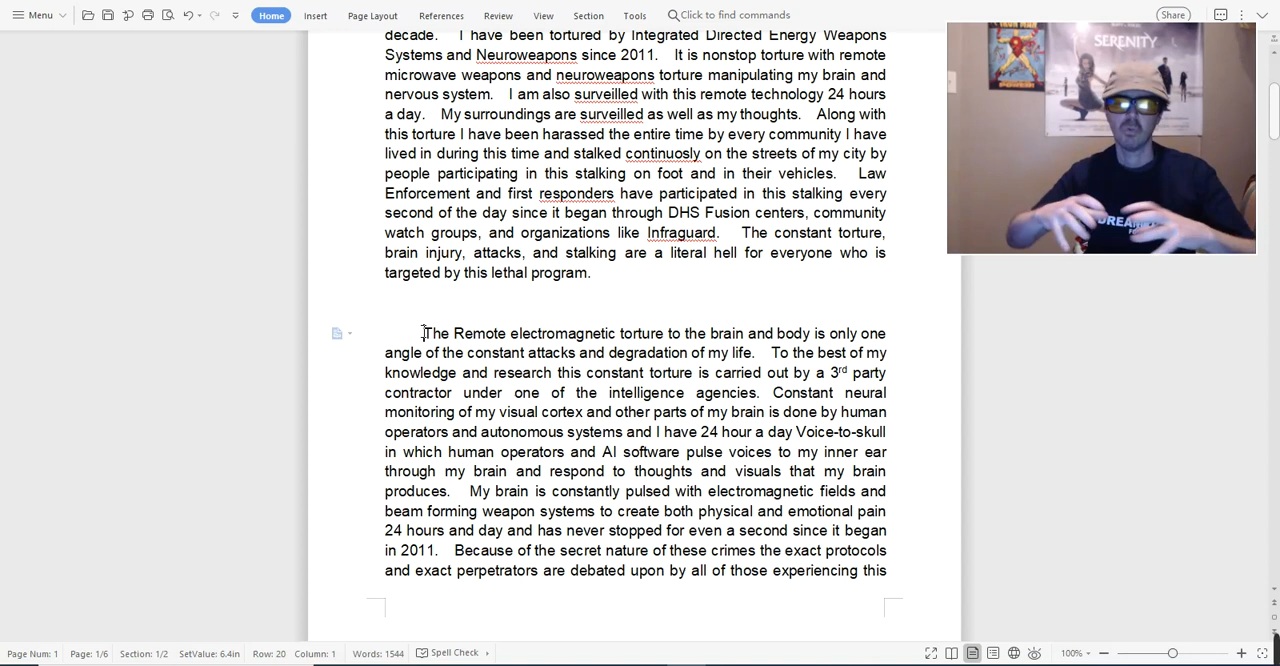 Menu Home Insert Page Layout References Review View Section Tools Click to find commands Share
decade. I have been tortured by Integrated Directed Energy Weapons
Systems and Neuroweapons since 2011. It is nonstop torture with remote
microwave weapons and neuroweapons torture manipulating my brain and
nervous system. I am also surveilled with this remote technology 24 hours
a day. My surroundings are surveilled as well as my thoughts. Along with
this torture I have been harassed the entire time by every community I have
lived in during this time and stalked continuosly on the streets of my city by
people participating in this stalking on foot and in their vehicles. Law
Enforcement and first responders have participated in this stalking every
second of the day since it began through DHS Fusion centers, community
watch groups, and organizations like Infraguard. The constant torture,
brain injury, attacks, and stalking are a literal hell for everyone who is
targeted by this lethal program.
The Remote electromagnetic torture to the brain and body is only one
angle of the constant attacks and degradation of my life. To the best of my
knowledge and research this constant torture is carried out by a 3rd party
contractor under one of the intelligence agencies. Constant neural
monitoring of my visual cortex and other parts of my brain is done by human
operators and autonomous systems and I have 24 hour a day Voice-to-skull
in which human operators and AI software pulse voices to my inner ear
through my brain and respond to thoughts and visuals that my brain
produces. My brain is constantly pulsed with electromagnetic fields and
beam forming weapon systems to create both physical and emotional pain
24 hours and day and has never stopped for even a second since it began
in 2011. Because of the secret nature of these crimes the exact protocols
and exact perpetrators are debated upon by all of those experiencing this
SERENITY
Page Num: 1 Page: 1/6 Section: 1/2 SetValue: 6.4in Row: 20 Column: 1 Words: 1544 Spell Check 100%